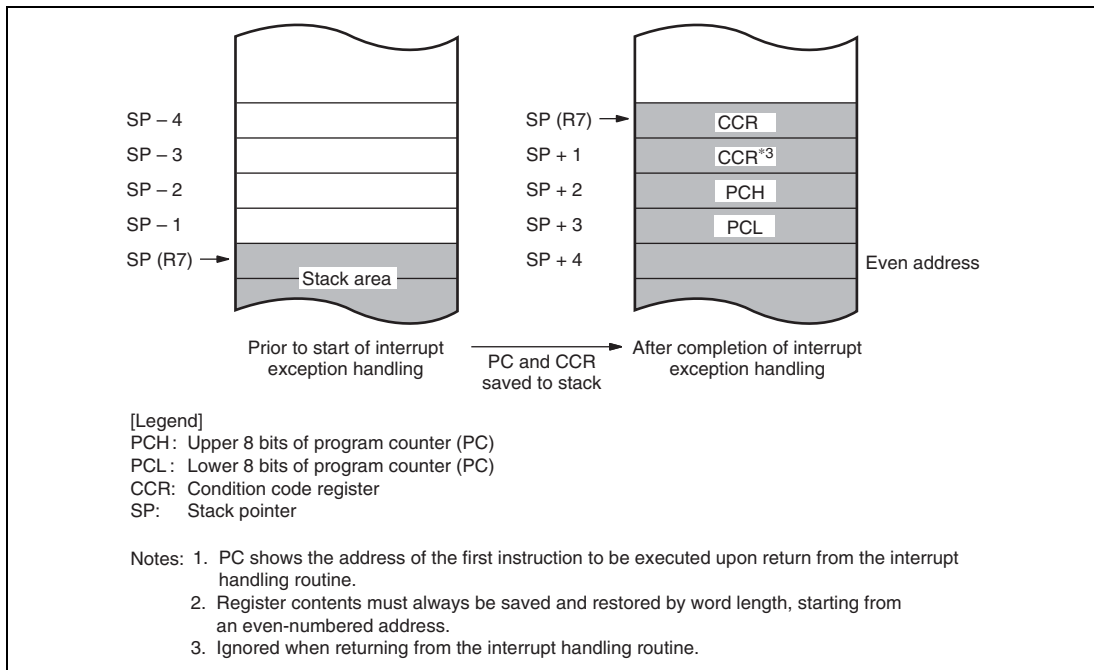 SP – 4
SP – 3
SP – 2
SP – 1
SP (R7)
Stack area
SP (R7)
SP + 1
SP + 2
SP + 3
SP + 4
CCR
CCR*3
PCH
PCL
Even address
Prior to start of interrupt
exception handling
PC and CCR
saved to stack
After completion of interrupt
exception handling
[Legend]
PCH : Upper 8 bits of program counter (PC)
PCL : Lower 8 bits of program counter (PC)
CCR: Condition code register
SP: Stack pointer
Notes: 1. PC shows the address of the first instruction to be executed upon return from the interrupt
handling routine.
2. Register contents must always be saved and restored by word length, starting from
an even-numbered address.
3. Ignored when returning from the interrupt handling routine.